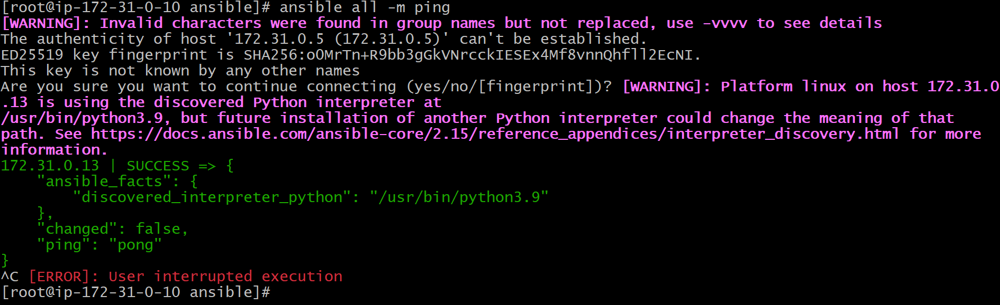 [root@ip-172-31-0-10 ansible]# ansible all -m ping
[WARNING]: Invalid characters were found in group names but not replaced, use -vvvv to see details
The authenticity of host '172.31.0.5 (172.31.0.5)' can't be established.
ED25519 key fingerprint is SHA256:o0MrTn+R9bb3gGkVNrcckIESEx4Mf8vnnQhfll2EcNI.
This key is not known by any other names
Are you sure you want to continue connecting (yes/no/[fingerprint])? [WARNING]: Platform linux on host 172.31.0
.13 is using the discovered Python interpreter at
/usr/bin/python3.9, but future installation of another Python interpreter could change the meaning of that
path. See https://docs.ansible.com/ansible-core/2.15/reference_appendices/interpreter_discovery.html for more
information.
172.31.0.13 | SUCCESS => {
    "ansible_facts": {
        "discovered_interpreter_python": "/usr/bin/python3.9"
    },
    "changed": false,
    "ping": "pong"
}
^C [ERROR]: User interrupted execution
[root@ip-172-31-0-10 ansible]#